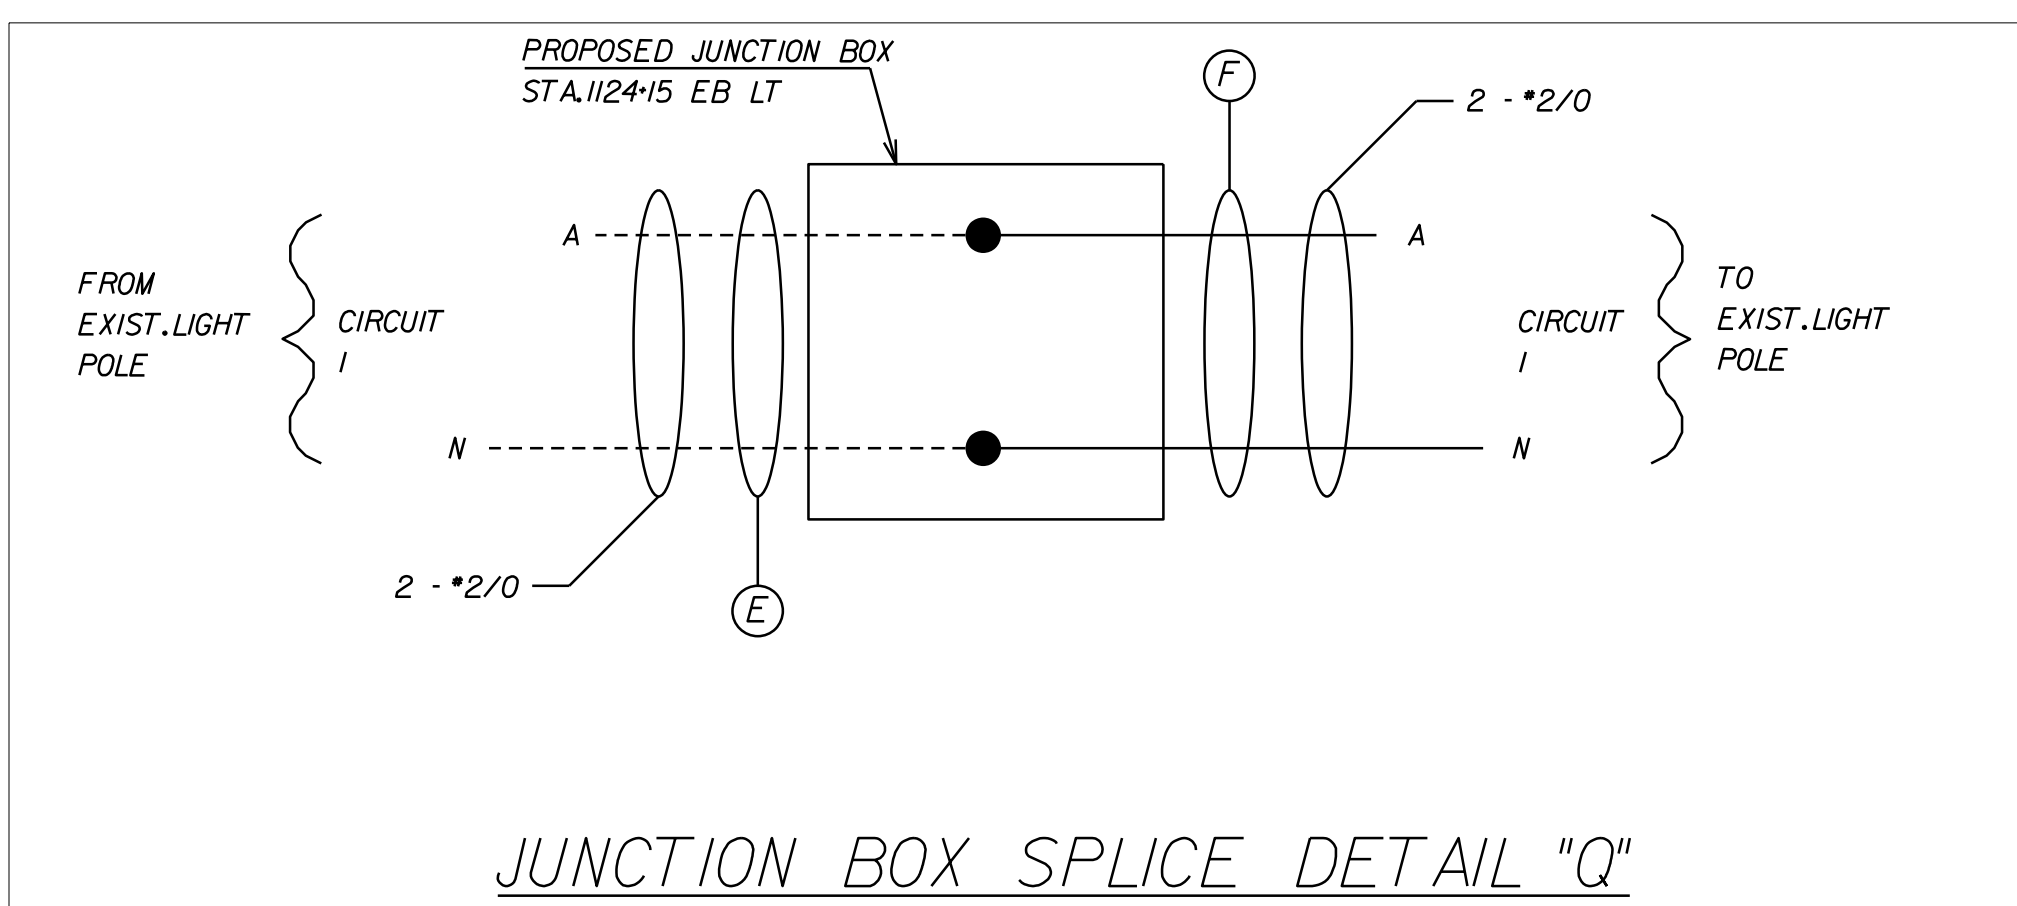 PROPOSED JUNCTION BOX
STA. 1124+15 EB LT
F
2 - #2/0
A
A
FROM
EXIST. LIGHT
POLE
CIRCUIT
1
CIRCUIT
1
TO
EXIST. LIGHT
POLE
N
N
2 - #2/0
E
JUNCTION BOX SPLICE DETAIL "Q"